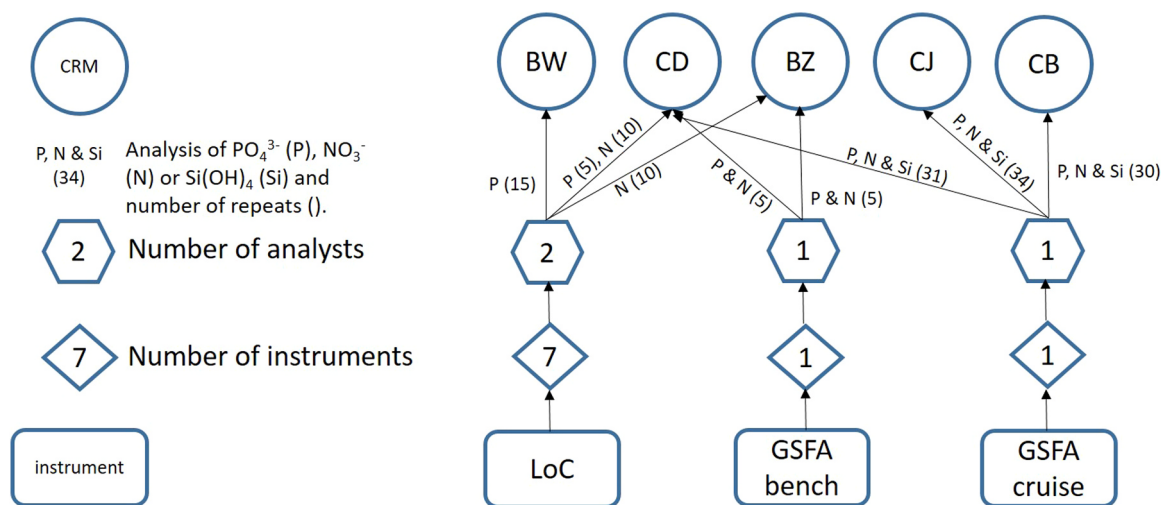 CRM
BW
CD
BZ
CJ
CB
P, N & Si
(34)
Analysis of PO₄³⁻ (P), NO₃⁻
(N) or Si(OH)₄ (Si) and
number of repeats ().
P (15)
P (5), N (10)
N (10)
P & N (5)
P & N (5)
P, N & Si (31)
P, N & Si (34)
P, N & Si (30)
2
Number of analysts
2
1
1
7
Number of instruments
7
1
1
instrument
LoC
GSFA
bench
GSFA
cruise